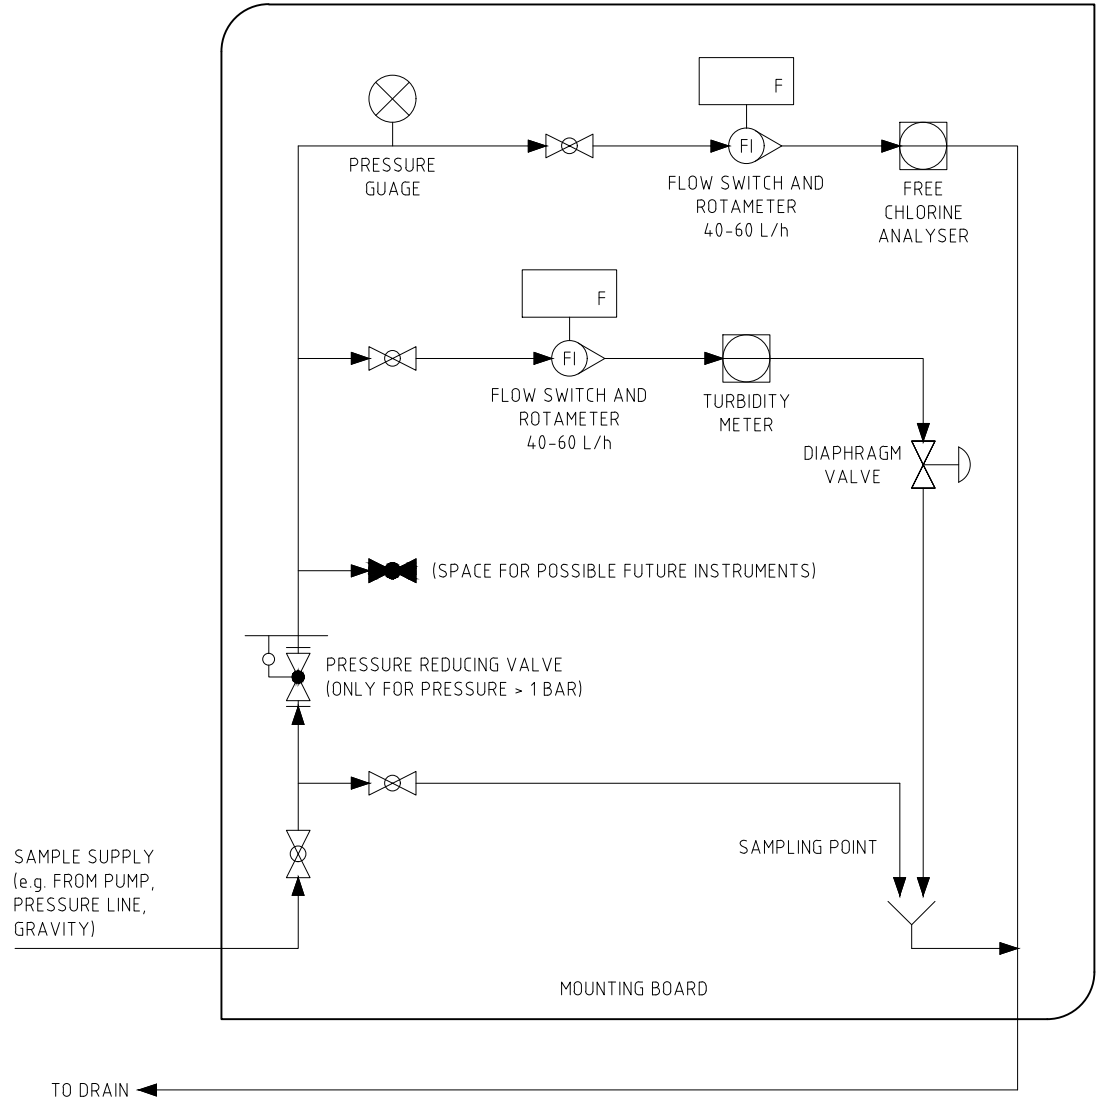 F
FI
PRESSURE
GUAGE
FLOW SWITCH AND
ROTAMETER
40-60 L/h
FREE
CHLORINE
ANALYSER
F
FI
FLOW SWITCH AND
ROTAMETER
40-60 L/h
TURBIDITY
METER
DIAPHRAGM
VALVE
(SPACE FOR POSSIBLE FUTURE INSTRUMENTS)
PRESSURE REDUCING VALVE
(ONLY FOR PRESSURE > 1 BAR)
SAMPLING POINT
SAMPLE SUPPLY
(e.g. FROM PUMP,
PRESSURE LINE,
GRAVITY)
MOUNTING BOARD
TO DRAIN